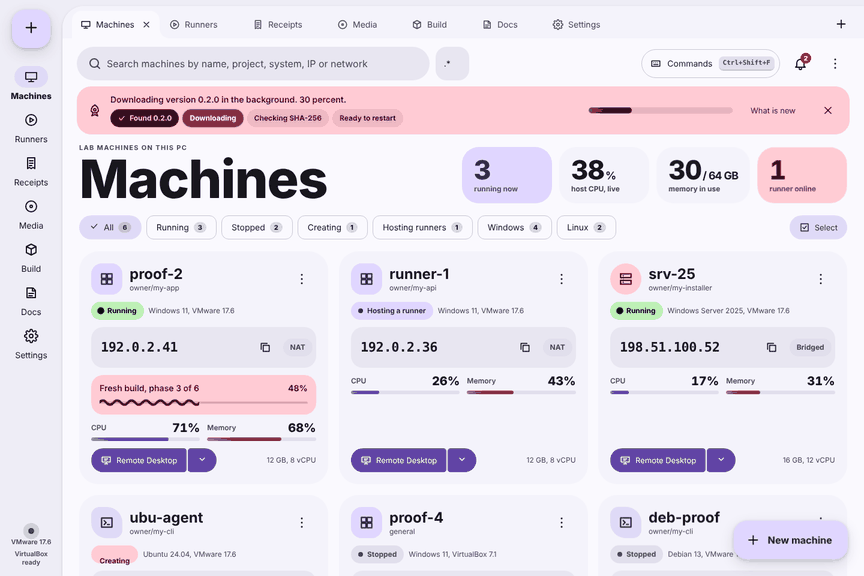 Machines
Runners
Receipts
Media
Build
Docs
Settings
Machines
Runners
Receipts
Media
Build
Docs
Settings
VMware 17.6
VirtualBox
ready
Search machines by name, project, system, IP or network
.*
Commands
Ctrl+Shift+F
2
Downloading version 0.2.0 in the background. 30 percent.
Found 0.2.0
Downloading
Checking SHA-256
Ready to restart
What is new
LAB MACHINES ON THIS PC
Machines
3
running now
38%
host CPU, live
30/64 GB
memory in use
1
runner online
All 6
Running 3
Stopped 2
Creating 1
Hosting runners 1
Windows 4
Linux 2
Select
proof-2
owner/my-app
Running
Windows 11, VMware 17.6
192.0.2.41
NAT
Fresh build, phase 3 of 6
48%
CPU 71%
Memory 68%
Remote Desktop
12 GB, 8 vCPU
runner-1
owner/my-api
Hosting a runner
Windows 11, VMware 17.6
192.0.2.36
NAT
CPU 26%
Memory 43%
Remote Desktop
12 GB, 8 vCPU
srv-25
owner/my-installer
Running
Windows Server 2025, VMware 17.6
198.51.100.52
Bridged
CPU 17%
Memory 31%
Remote Desktop
16 GB, 12 vCPU
ubu-agent
owner/my-cli
Creating
Ubuntu 24.04, VMware 17.6
proof-4
general
Stopped
Windows 11, VirtualBox 7.1
deb-proof
owner/my-cli
Stopped
Debian 13, VMware
New machine